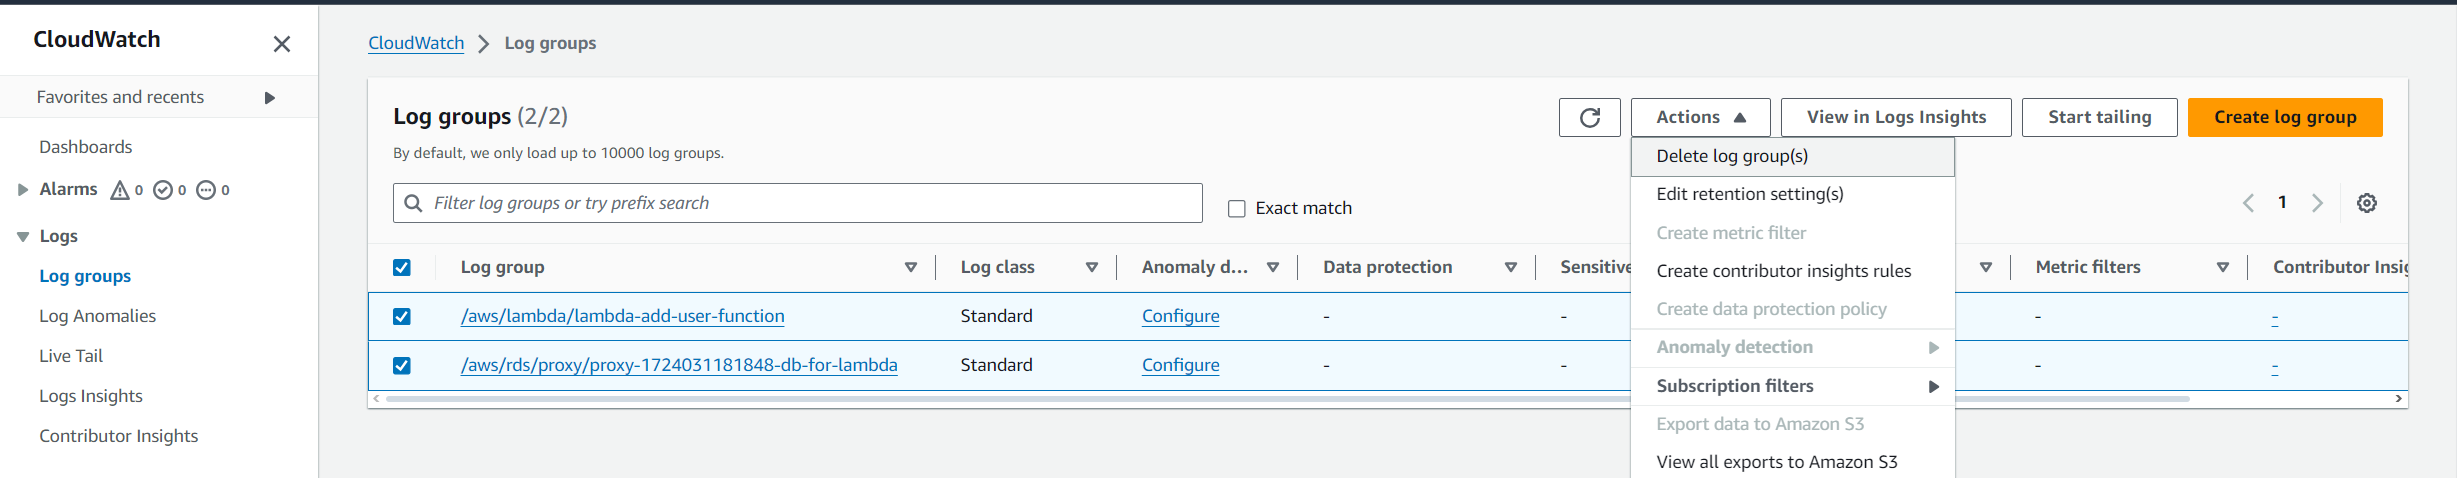 CloudWatch
Favorites and recents
Dashboards
Alarms 0 0 0
Logs
Log groups
Log Anomalies
Live Tail
Logs Insights
Contributor Insights
CloudWatch Log groups
Log groups (2/2)
By default, we only load up to 10000 log groups.
Actions View in Logs Insights Start tailing Create log group
Filter log groups or try prefix search Exact match
1
Delete log group(s)
Edit retention setting(s)
Create metric filter
Create contributor insights rules
Create data protection policy
Anomaly detection
Subscription filters
Export data to Amazon S3
View all exports to Amazon S3
Log group Log class Anomaly d... Data protection Sensitive Metric filters Contributor Insig
/aws/lambda/lambda-add-user-function Standard Configure - - - -
/aws/rds/proxy/proxy-1724031181848-db-for-lambda Standard Configure - - - -